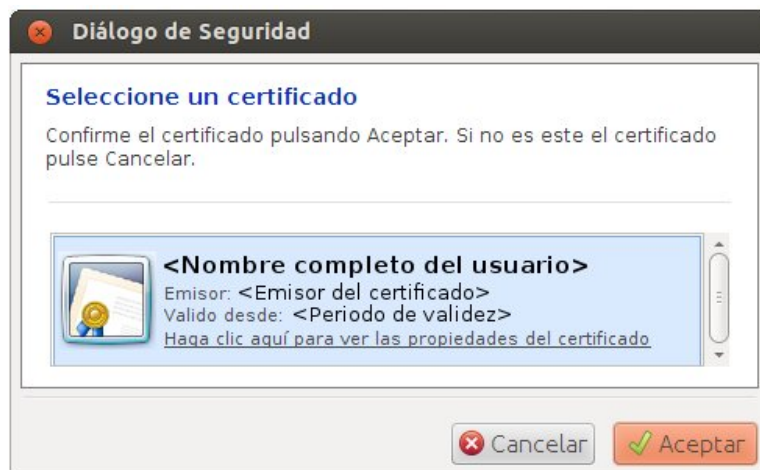 Diálogo de Seguridad
Seleccione un certificado
Confirme el certificado pulsando Aceptar. Si no es este el certificado
pulse Cancelar.
<Nombre completo del usuario>
Emisor: <Emisor del certificado>
Valido desde: <Periodo de validez>
Haga clic aquí para ver las propiedades del certificado
Cancelar Aceptar